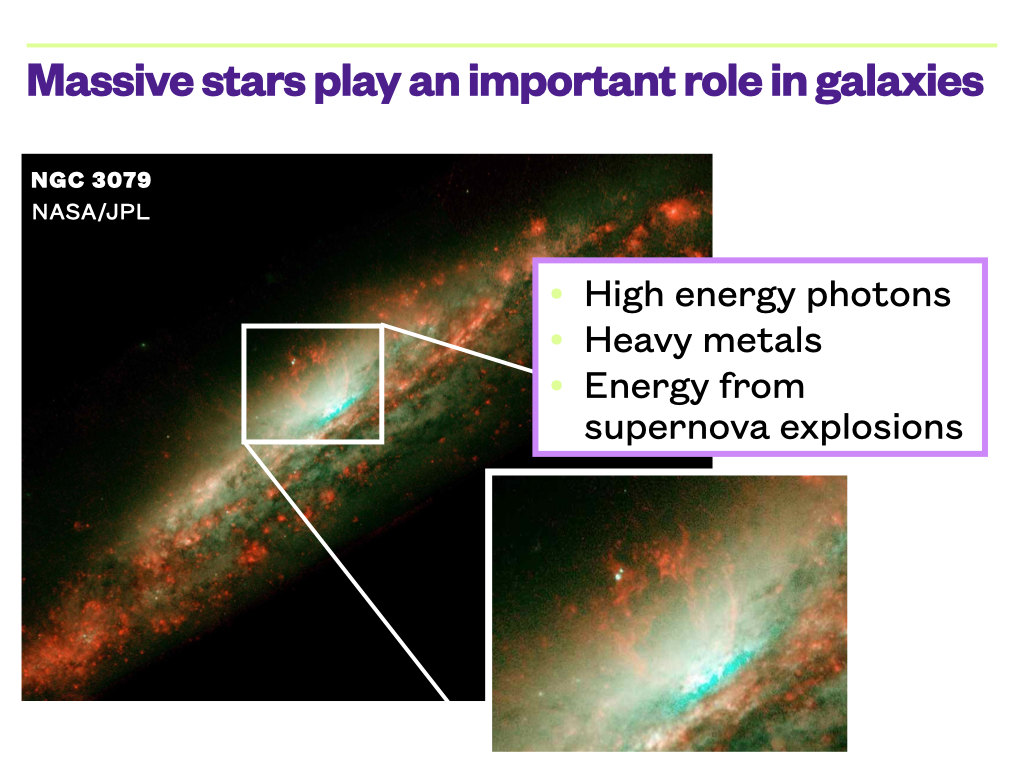 Massive stars play an important role in galaxies
NGC 3079
NASA/JPL
• High energy photons
• Heavy metals
• Energy from
supernova explosions